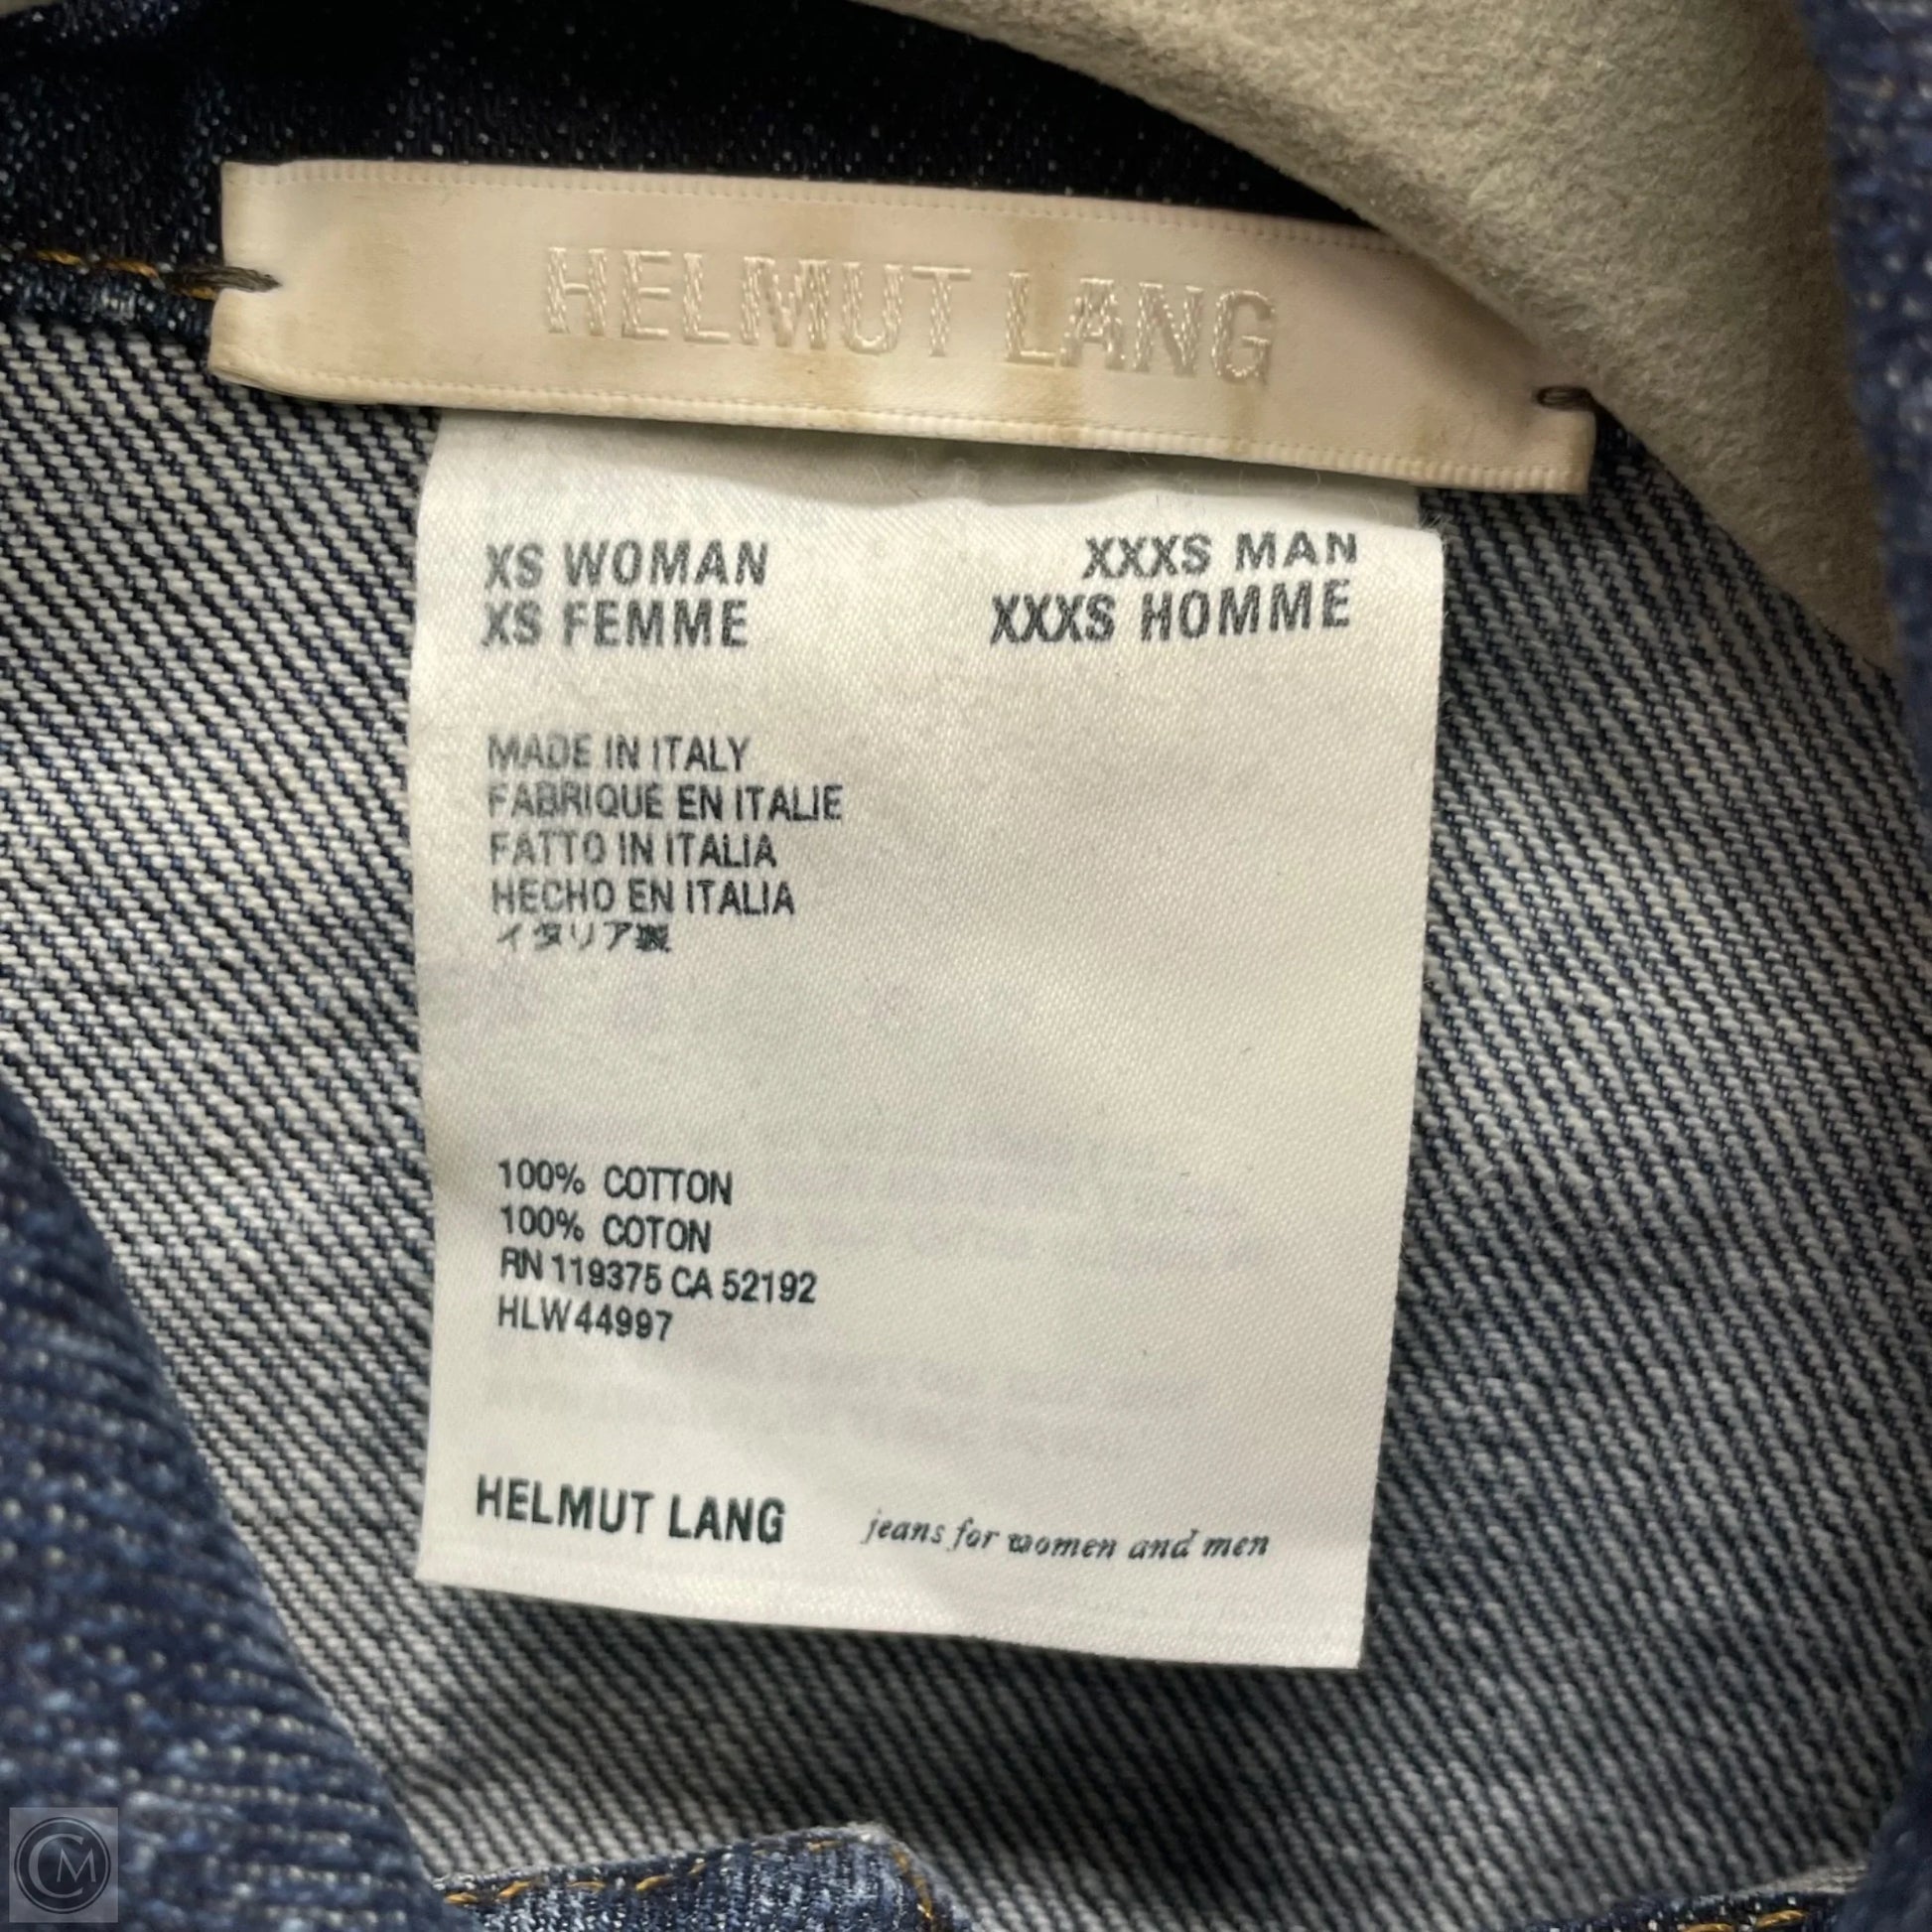 HELMUT LANG
XS WOMAN XXXS MAN
XS FEMME XXXS HOMME
MADE IN ITALY
FABRIQUE EN ITALIE
FATTO IN ITALIA
HECHO EN ITALIA
イタリア製
100% COTTON
100% COTON
RN 119375 CA 52192
HLW44997
HELMUT LANG jeans for women and men
CM